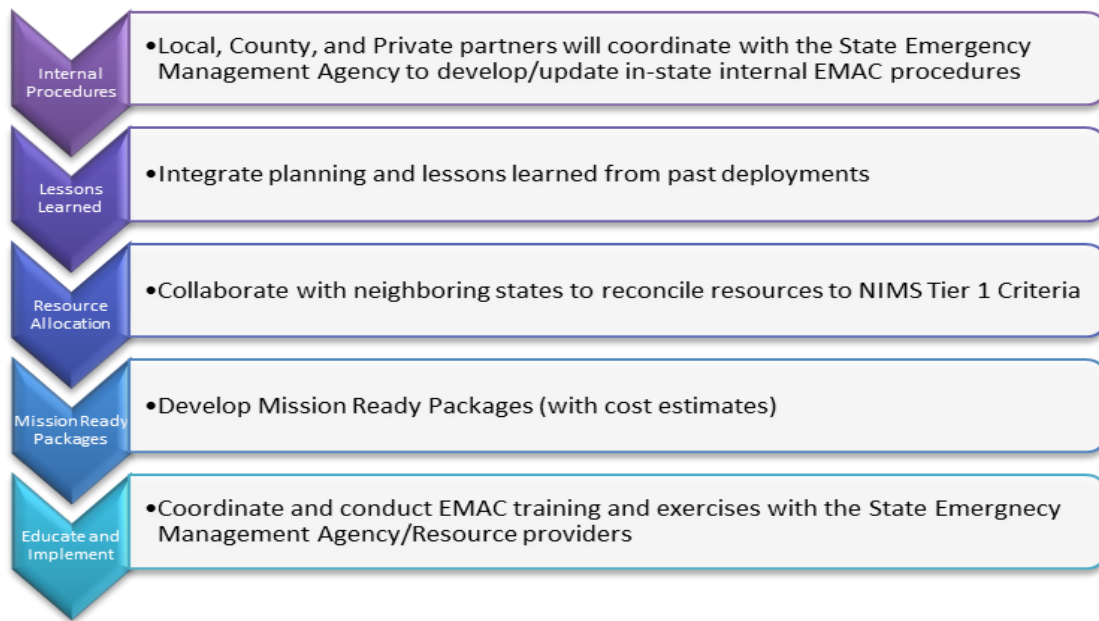 Internal
Procedures
•Local, County, and Private partners will coordinate with the State Emergency
Management Agency to develop/update in-state internal EMAC procedures
Lessons
Learned
•Integrate planning and lessons learned from past deployments
Resource
Allocation
•Collaborate with neighboring states to reconcile resources to NIMS Tier 1 Criteria
Mission Ready
Packages
•Develop Mission Ready Packages (with cost estimates)
Educate and
Implement
•Coordinate and conduct EMAC training and exercises with the State Emergnecy
Management Agency/Resource providers